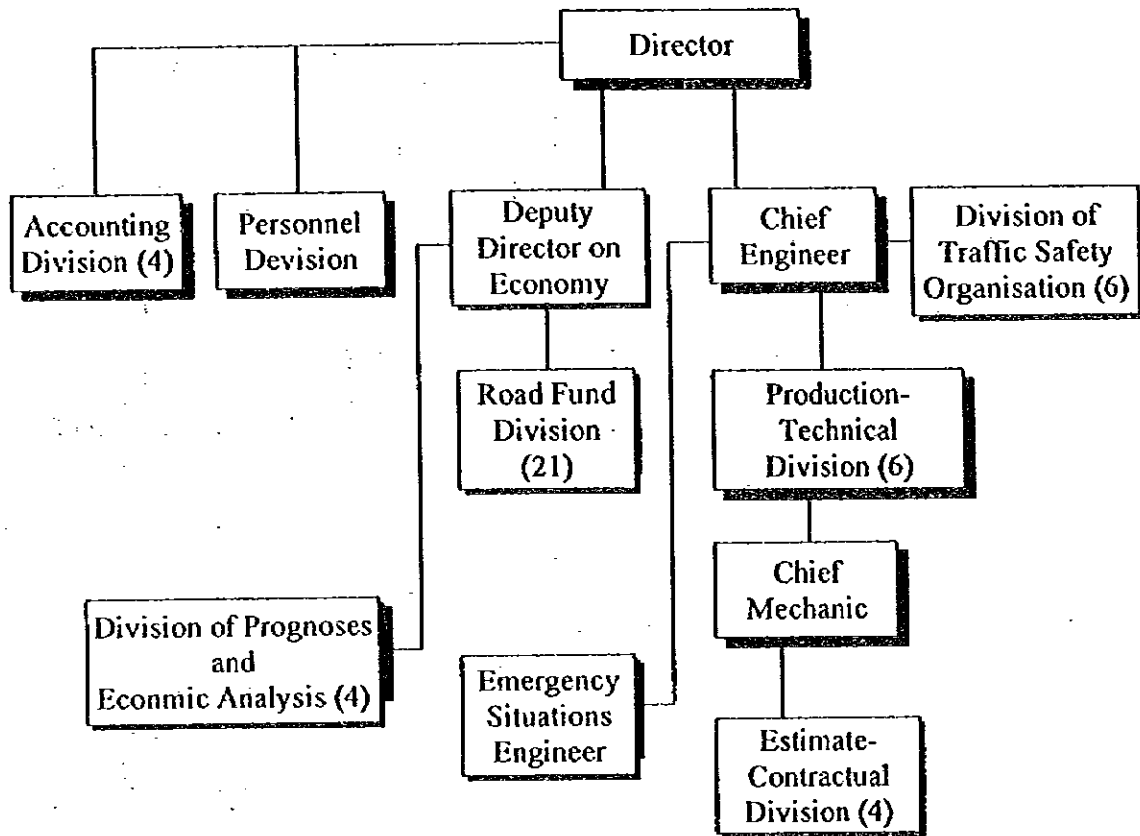 Director
Accounting
Division (4)
Personnel
Devision
Deputy
Director on
Economy
Chief
Engineer
Division of
Traffic Safety
Organisation (6)
Road Fund
Division
(21)
Production-
Technical
Division (6)
Chief
Mechanic
Division of Prognoses
and
Econmic Analysis (4)
Emergency
Situations
Engineer
Estimate-
Contractual
Division (4)